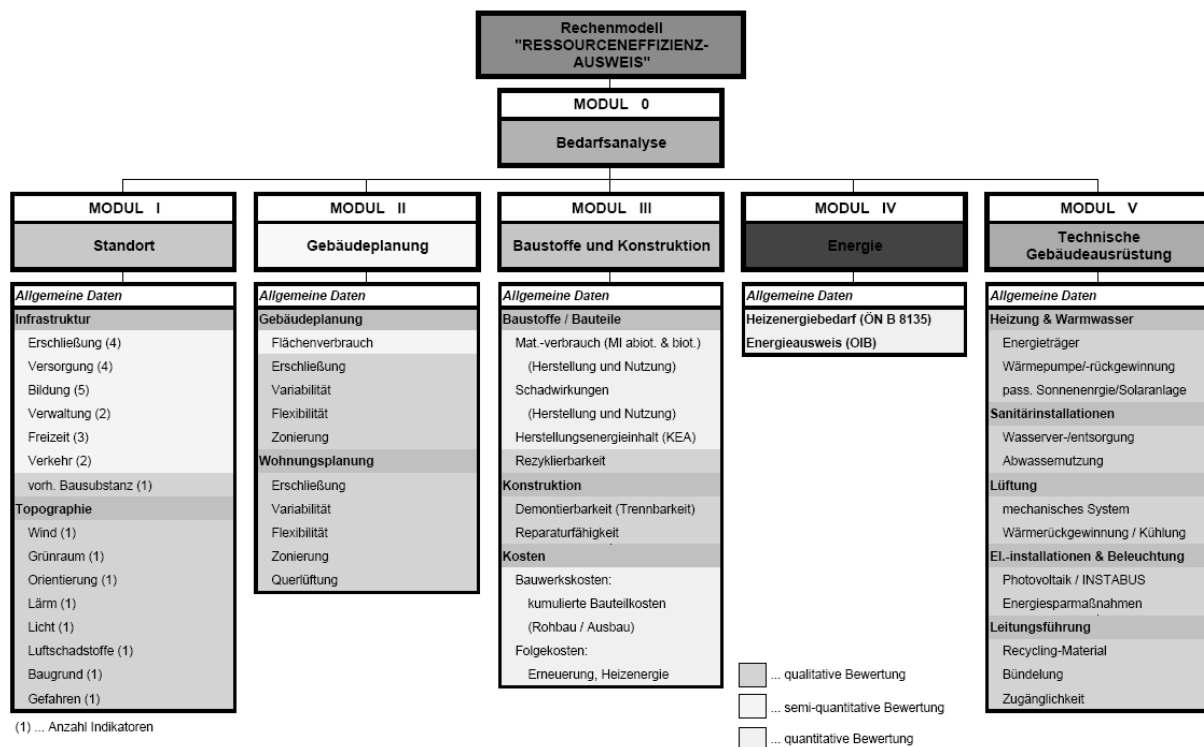 Rechenmodell
"RESSOURCENEFFIZIENZ-
AUSWEIS"
MODUL 0
Bedarfsanalyse
MODUL I
Standort
Allgemeine Daten
Infrastruktur
Erschließung (4)
Versorgung (4)
Bildung (5)
Verwaltung (2)
Freizeit (3)
Verkehr (2)
vorh. Bausubstanz (1)
Topographie
Wind (1)
Grünraum (1)
Orientierung (1)
Lärm (1)
Licht (1)
Luftschadstoffe (1)
Baugrund (1)
Gefahren (1)
(1) ... Anzahl Indikatoren
MODUL II
Gebäudeplanung
Allgemeine Daten
Gebäudeplanung
Flächenverbrauch
Erschließung
Variabilität
Flexibilität
Zonierung
Wohnungsplanung
Erschließung
Variabilität
Flexibilität
Zonierung
Querlüftung
MODUL III
Baustoffe und Konstruktion
Allgemeine Daten
Baustoffe / Bauteile
Mat.-verbrauch (MI abiot. & biot.)
(Herstellung und Nutzung)
Schadwirkungen
(Herstellung und Nutzung)
Herstellungsenergieinhalt (KEA)
Rezyklierbarkeit
Konstruktion
Demontierbarkeit (Trennbarkeit)
Reparaturfähigkeit
Kosten
Bauwerkskosten:
kumulierte Bauteilkosten
(Rohbau / Ausbau)
Folgekosten:
Erneuerung, Heizenergie
MODUL IV
Energie
Allgemeine Daten
Heizenergiebedarf (ÖN B 8135)
Energieausweis (OIB)
MODUL V
Technische
Gebäudeausrüstung
Allgemeine Daten
Heizung & Warmwasser
Energieträger
Wärmepumpe/-rückgewinnung
pass. Sonnenenrgie/Solaranlage
Sanitärinstallationen
Wasserver-/entsorgung
Abwassernutzung
Lüftung
mechanisches System
Wärmerückgewinnung / Kühlung
El.-installationen & Beleuchtung
Photovoltaik / INSTABUS
Energiesparmaßnahmen
Leitungsführung
Recycling-Material
Bündelung
Zugänglichkeit
... qualitative Bewertung
... semi-quantitative Bewertung
... quantitative Bewertung